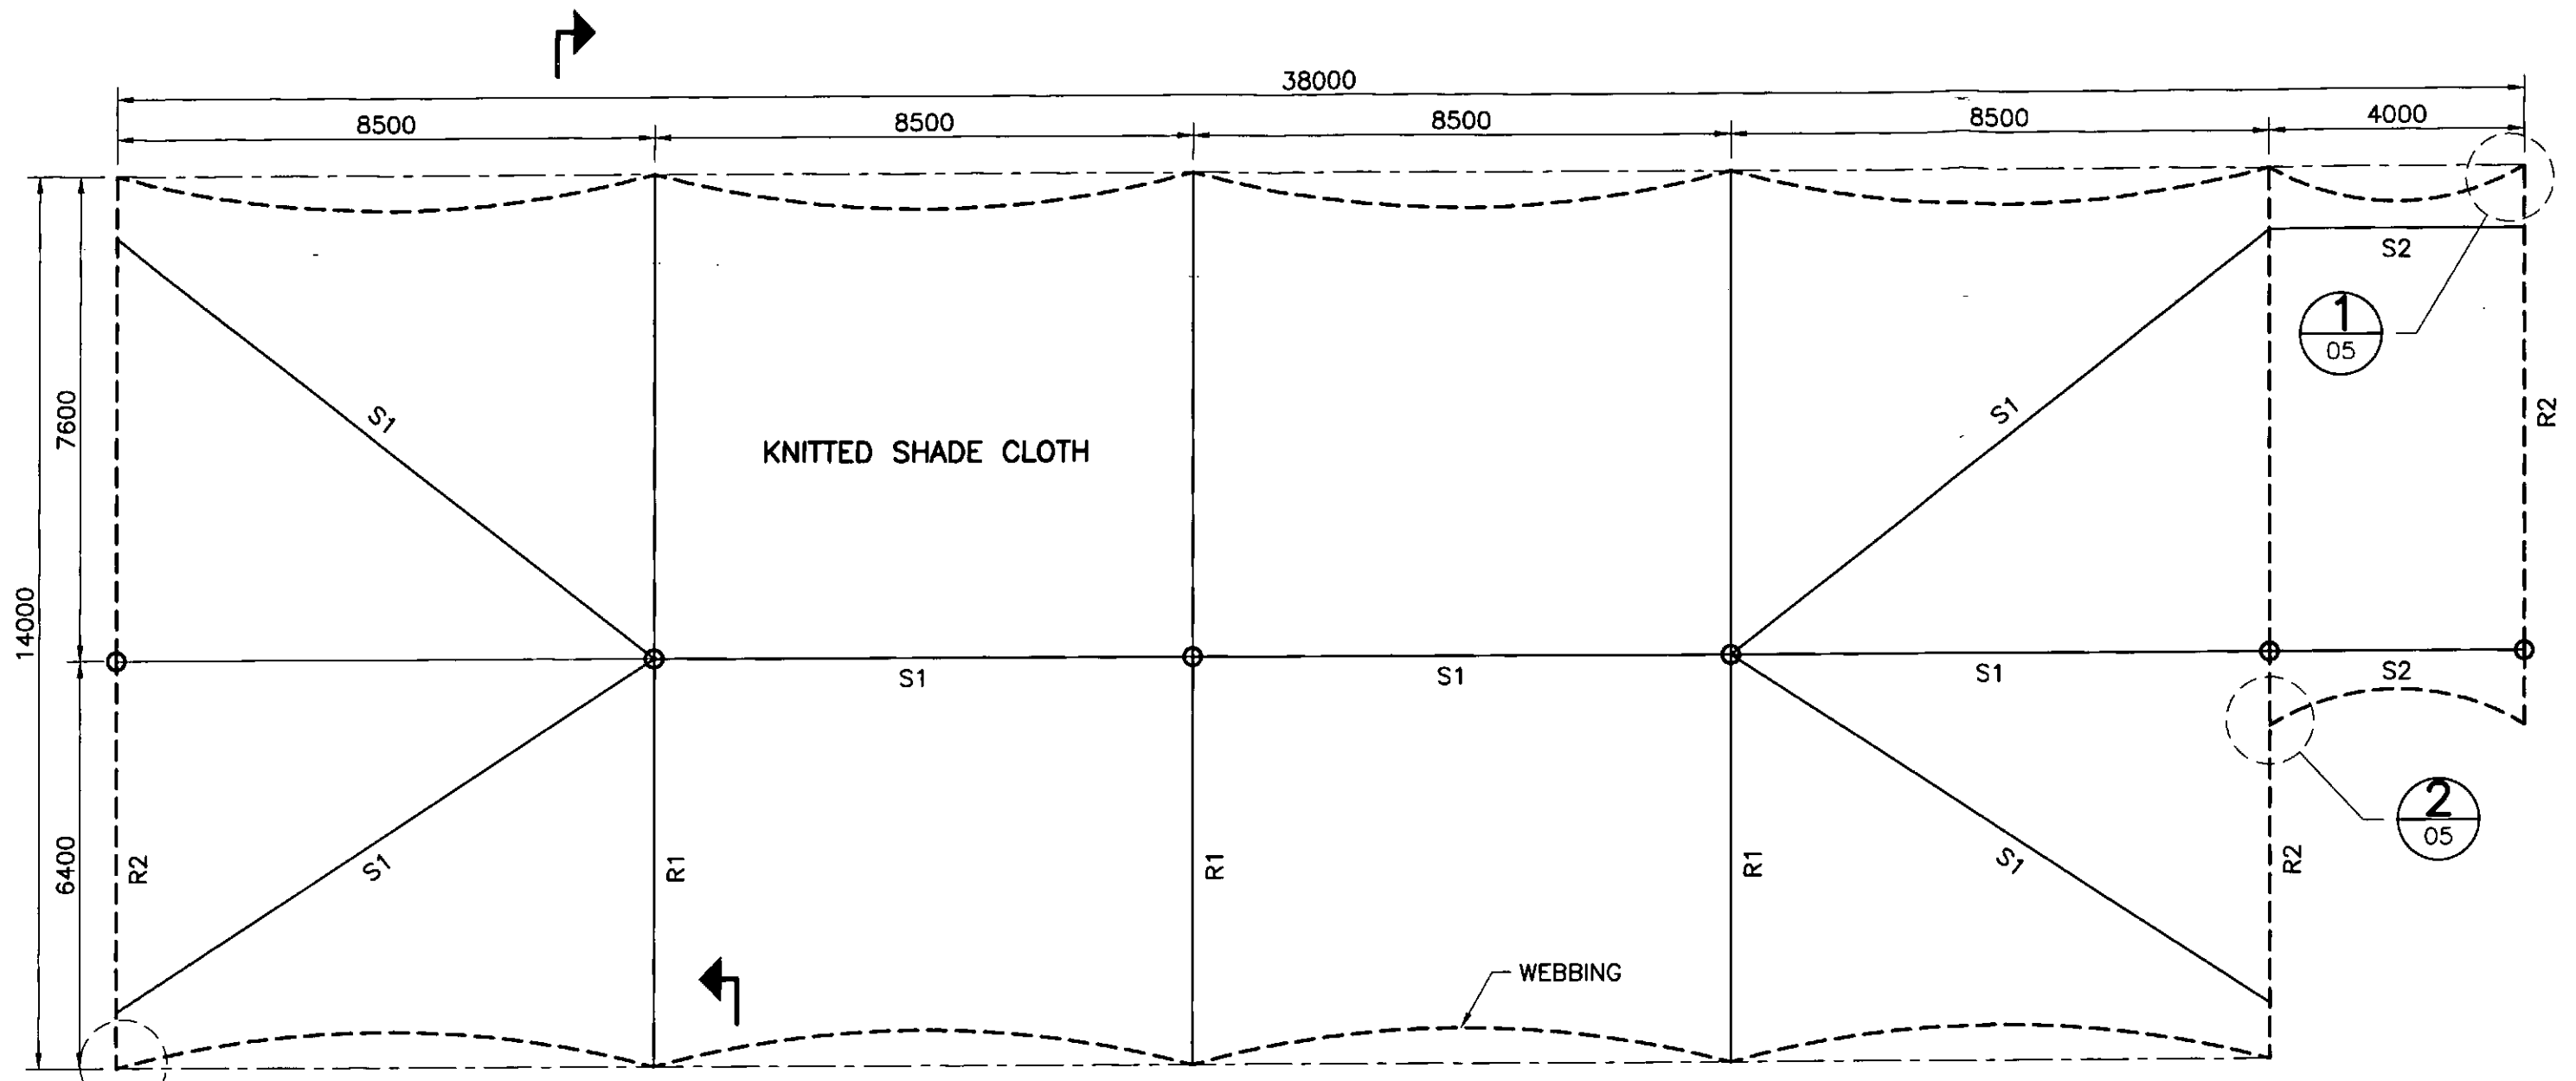 38000
8500
8500
8500
8500
4000
S2
1
05
7600
S1
S1
R2
KNITTED SHADE CLOTH
14000
S1
S1
S1
S2
2
05
6400
R2
S1
R1
R1
R1
S1
R2
WEBBING